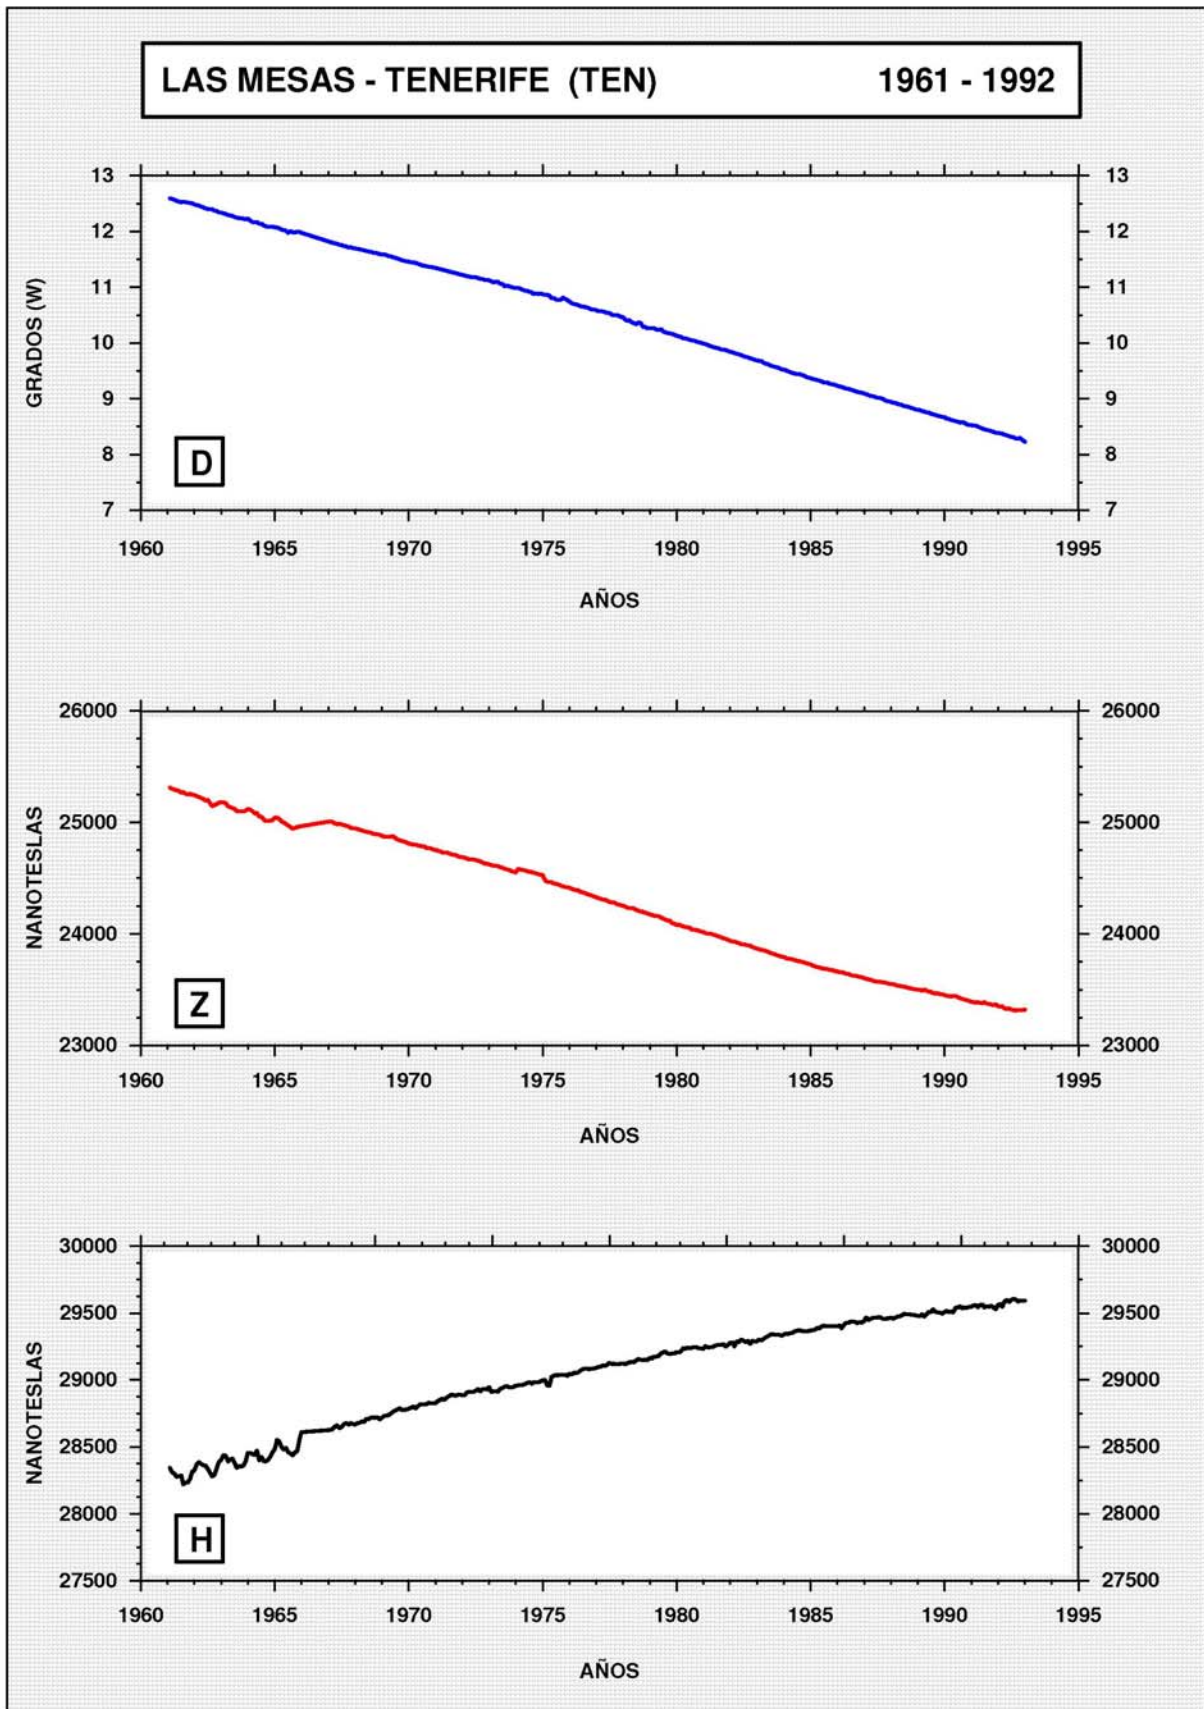 LAS MESAS - TENERIFE (TEN) 1961 - 1992
13 13
12 12
11 11
10 10
9 9
8 8
7 7
GRADOS (W)
D
1960 1965 1970 1975 1980 1985 1990 1995
AÑOS
26000 26000
25000 25000
24000 24000
23000 23000
NANOTESLAS
Z
1960 1965 1970 1975 1980 1985 1990 1995
AÑOS
30000 30000
29500 29500
29000 29000
28500 28500
28000 28000
27500 27500
NANOTESLAS
H
1960 1965 1970 1975 1980 1985 1990 1995
AÑOS